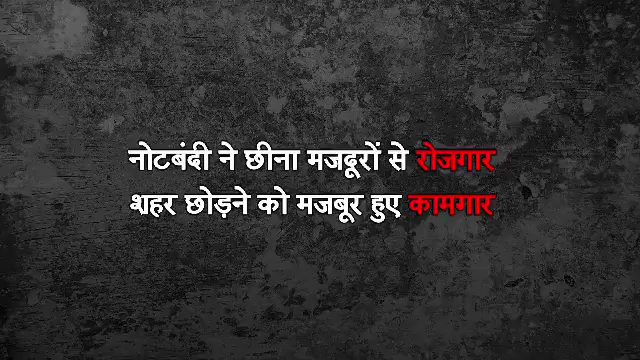 नोटबंदी ने छीना मजदूरों से रोजगार
शहर छोड़ने को मजबूर हुए कामगार